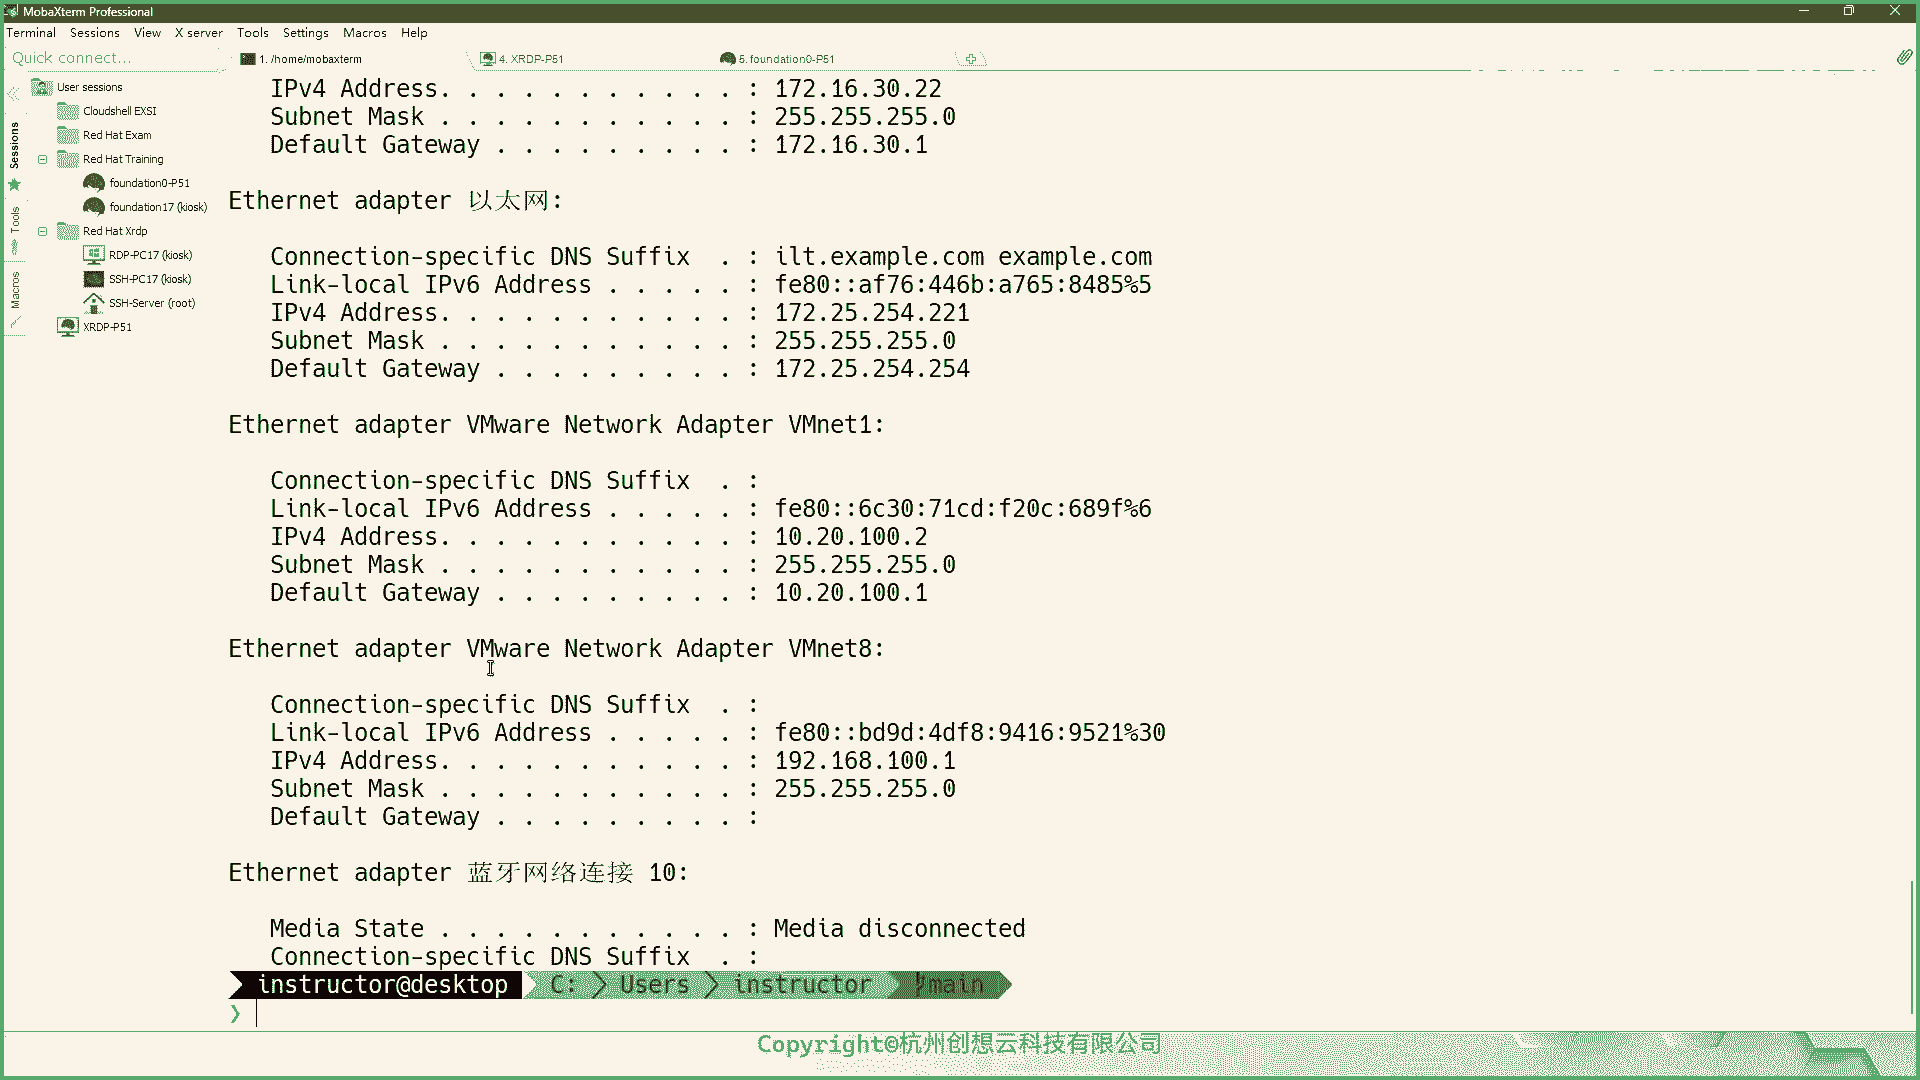 MobaXterm Professional
Terminal Sessions View X server Tools Settings Macros Help
Quick connect...
1. /home/mobaxterm
4. XRDP-P51
5. foundation0-P51
Sessions
Tools
Macros
User sessions
Cloudshell EXSI
Red Hat Exam
Red Hat Training
foundation0-P51
foundation17 (kiosk)
Red Hat Xrdp
RDP-PC17 (kiosk)
SSH-PC17 (kiosk)
SSH-Server (root)
XRDP-P51
IPv4 Address. . . . . . . . . . . : 172.16.30.22
Subnet Mask . . . . . . . . . . . : 255.255.255.0
Default Gateway . . . . . . . . . : 172.16.30.1
Ethernet adapter 以太网:
Connection-specific DNS Suffix . : ilt.example.com example.com
Link-local IPv6 Address . . . . . : fe80::af76:446b:a765:8485%5
IPv4 Address. . . . . . . . . . . : 172.25.254.221
Subnet Mask . . . . . . . . . . . : 255.255.255.0
Default Gateway . . . . . . . . . : 172.25.254.254
Ethernet adapter VMware Network Adapter VMnet1:
Connection-specific DNS Suffix . :
Link-local IPv6 Address . . . . . : fe80::6c30:71cd:f20c:689f%6
IPv4 Address. . . . . . . . . . . : 10.20.100.2
Subnet Mask . . . . . . . . . . . : 255.255.255.0
Default Gateway . . . . . . . . . : 10.20.100.1
Ethernet adapter VMware Network Adapter VMnet8:
Connection-specific DNS Suffix . :
Link-local IPv6 Address . . . . . : fe80::bd9d:4df8:9416:9521%30
IPv4 Address. . . . . . . . . . . : 192.168.100.1
Subnet Mask . . . . . . . . . . . : 255.255.255.0
Default Gateway . . . . . . . . . :
Ethernet adapter 蓝牙网络连接 10:
Media State . . . . . . . . . . . : Media disconnected
Connection-specific DNS Suffix . :
instructor@desktop C: Users instructor main
❯
Copyright©杭州创想云科技有限公司